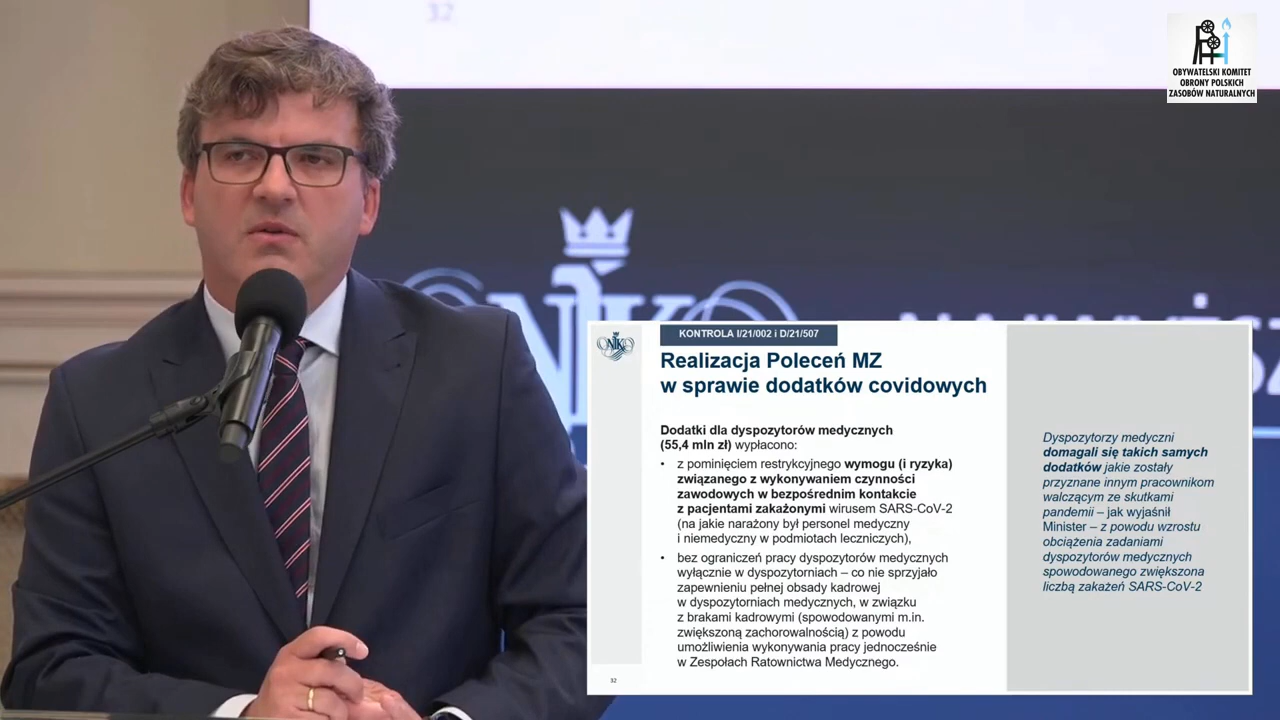 32
OBYWATELSKI KOMITET
OBRONY POLSKICH
ZASOBÓW NATURALNYCH
NIK
NIK
KONTROLA I/21/002 i D/21/507
Realizacja Poleceń MZ
w sprawie dodatków covidowych
Dodatki dla dyspozytorów medycznych
(55,4 mln zł) wypłacono:
• z pominięciem restrykcyjnego wymogu (i ryzyka)
związanego z wykonywaniem czynności
zawodowych w bezpośrednim kontakcie
z pacjentami zakażonymi wirusem SARS-CoV-2
(na jakie narażony był personel medyczny
i niemedyczny w podmiotach leczniczych),
• bez ograniczeń pracy dyspozytorów medycznych
wyłącznie w dyspozytorniach – co nie sprzyjało
zapewnieniu pełnej obsady kadrowej
w dyspozytorniach medycznych, w związku
z brakami kadrowymi (spowodowanymi m.in.
zwiększoną zachorowalnością) z powodu
umożliwienia wykonywania pracy jednocześnie
w Zespołach Ratownictwa Medycznego.
Dyspozytorzy medyczni
domagali się takich samych
dodatków jakie zostały
przyznane innym pracownikom
walczącym ze skutkami
pandemii – jak wyjaśnił
Minister – z powodu wzrostu
obciążenia zadaniami
dyspozytorów medycznych
spowodowanego zwiększona
liczbą zakażeń SARS-CoV-2
32